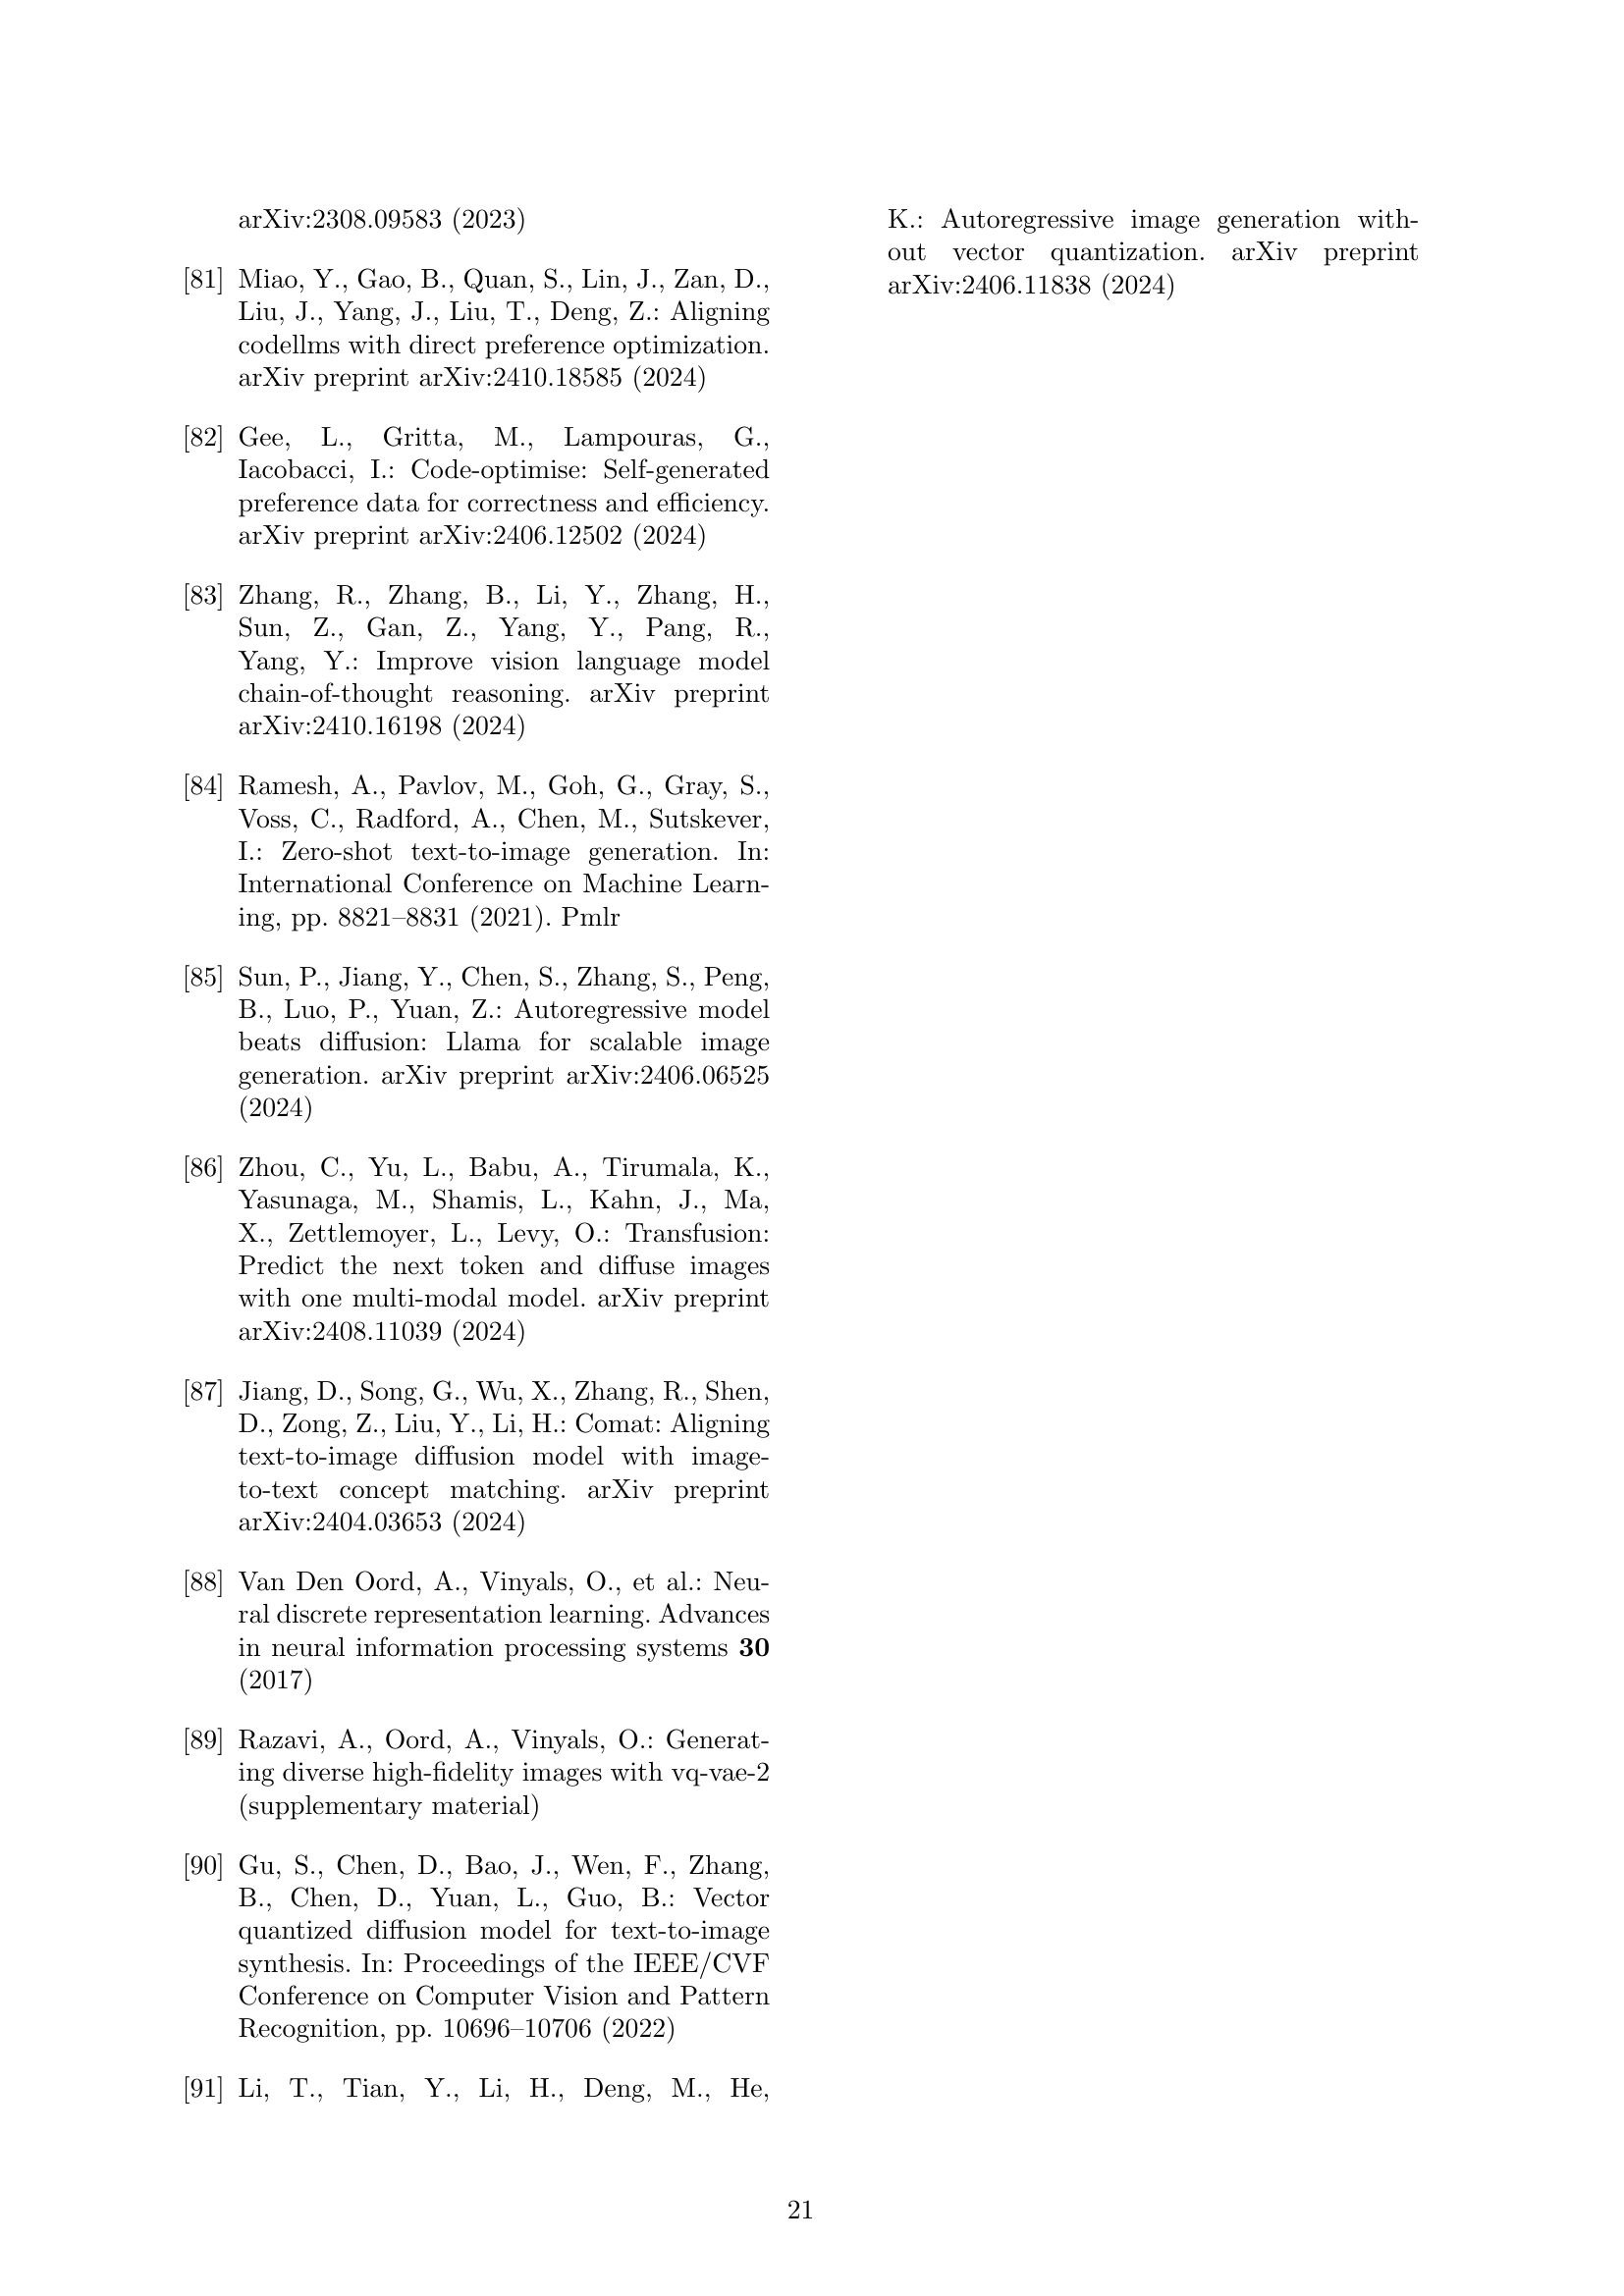 arXiv:2308.09583 (2023)
[81] Miao, Y., Gao, B., Quan, S., Lin, J., Zan, D.,
Liu, J., Yang, J., Liu, T., Deng, Z.: Aligning
codellms with direct preference optimization.
arXiv preprint arXiv:2410.18585 (2024)
[82] Gee, L., Gritta, M., Lampouras, G.,
Iacobacci, I.: Code-optimise: Self-generated
preference data for correctness and efficiency.
arXiv preprint arXiv:2406.12502 (2024)
[83] Zhang, R., Zhang, B., Li, Y., Zhang, H.,
Sun, Z., Gan, Z., Yang, Y., Pang, R.,
Yang, Y.: Improve vision language model
chain-of-thought reasoning. arXiv preprint
arXiv:2410.16198 (2024)
[84] Ramesh, A., Pavlov, M., Goh, G., Gray, S.,
Voss, C., Radford, A., Chen, M., Sutskever,
I.: Zero-shot text-to-image generation. In:
International Conference on Machine Learn-
ing, pp. 8821–8831 (2021). Pmlr
[85] Sun, P., Jiang, Y., Chen, S., Zhang, S., Peng,
B., Luo, P., Yuan, Z.: Autoregressive model
beats diffusion: Llama for scalable image
generation. arXiv preprint arXiv:2406.06525
(2024)
[86] Zhou, C., Yu, L., Babu, A., Tirumala, K.,
Yasunaga, M., Shamis, L., Kahn, J., Ma,
X., Zettlemoyer, L., Levy, O.: Transfusion:
Predict the next token and diffuse images
with one multi-modal model. arXiv preprint
arXiv:2408.11039 (2024)
[87] Jiang, D., Song, G., Wu, X., Zhang, R., Shen,
D., Zong, Z., Liu, Y., Li, H.: Comat: Aligning
text-to-image diffusion model with image-
to-text concept matching. arXiv preprint
arXiv:2404.03653 (2024)
[88] Van Den Oord, A., Vinyals, O., et al.: Neu-
ral discrete representation learning. Advances
in neural information processing systems 30
(2017)
[89] Razavi, A., Oord, A., Vinyals, O.: Generat-
ing diverse high-fidelity images with vq-vae-2
(supplementary material)
[90] Gu, S., Chen, D., Bao, J., Wen, F., Zhang,
B., Chen, D., Yuan, L., Guo, B.: Vector
quantized diffusion model for text-to-image
synthesis. In: Proceedings of the IEEE/CVF
Conference on Computer Vision and Pattern
Recognition, pp. 10696–10706 (2022)
[91] Li, T., Tian, Y., Li, H., Deng, M., He,
K.: Autoregressive image generation with-
out vector quantization. arXiv preprint
arXiv:2406.11838 (2024)
21